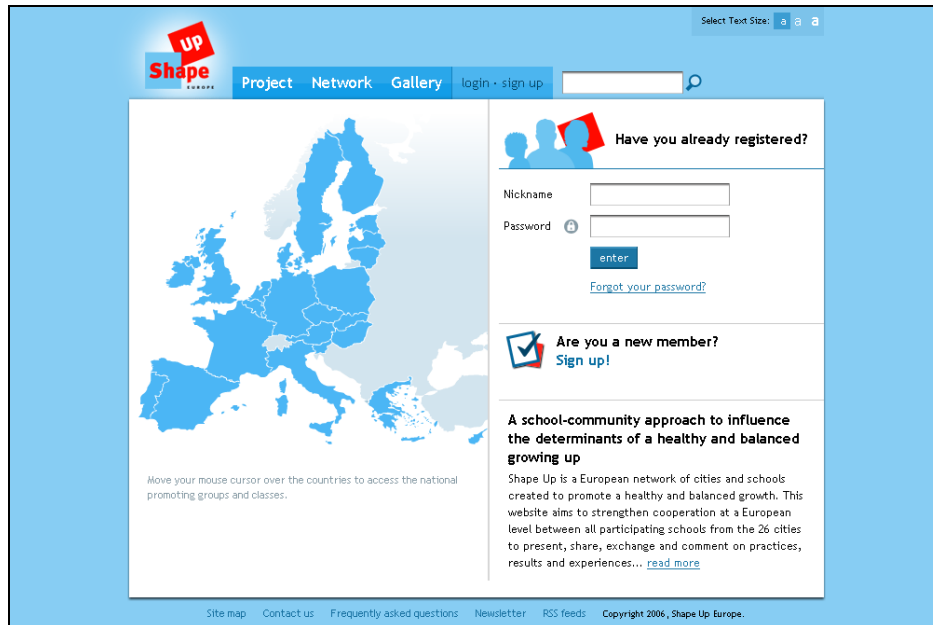 Select Text Size: a a a
UP
Shape
EUROPE
Project Network Gallery login · sign up
Have you already registered?
Nickname
Password
enter
Forgot your password?
Are you a new member?
Sign up!
A school-community approach to influence
the determinants of a healthy and balanced
growing up
Shape Up is a European network of cities and schools
created to promote a healthy and balanced growth. This
website aims to strengthen cooperation at a European
level between all participating schools from the 26 cities
to present, share, exchange and comment on practices,
results and experiences... read more
Move your mouse cursor over the countries to access the national
promoting groups and classes.
Site map Contact us Frequently asked questions Newsletter RSS feeds Copyright 2006, Shape Up Europe.